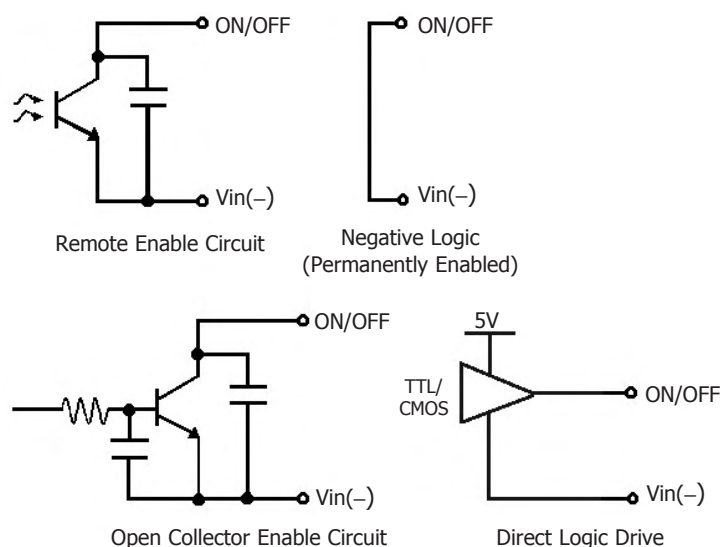 ON/OFF
Vin(–)
Remote Enable Circuit
ON/OFF
Vin(–)
Negative Logic
(Permanently Enabled)
ON/OFF
Vin(–)
Open Collector Enable Circuit
5V
TTL/
CMOS
ON/OFF
Vin(–)
Direct Logic Drive